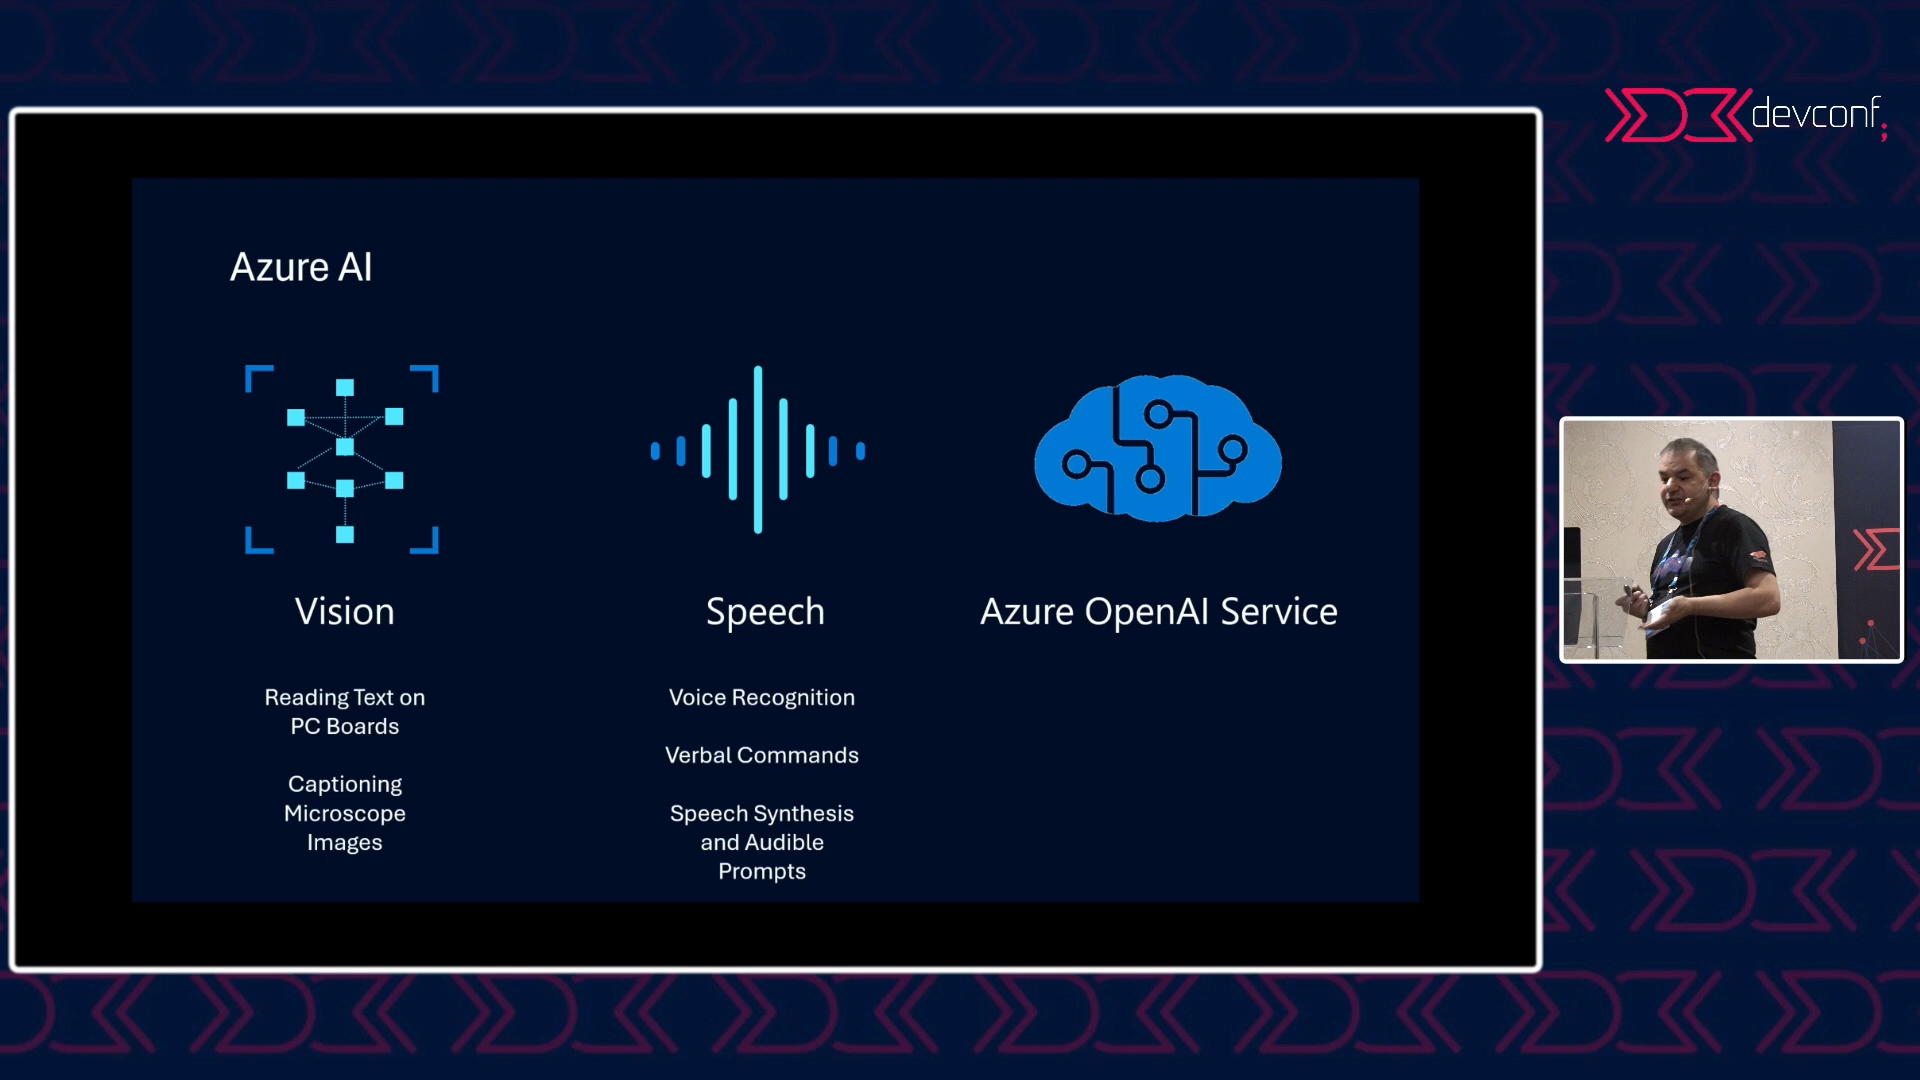 devconf;
Azure AI
Vision
Speech
Azure OpenAI Service
Reading Text on
PC Boards
Captioning
Microscope
Images
Voice Recognition
Verbal Commands
Speech Synthesis
and Audible
Prompts